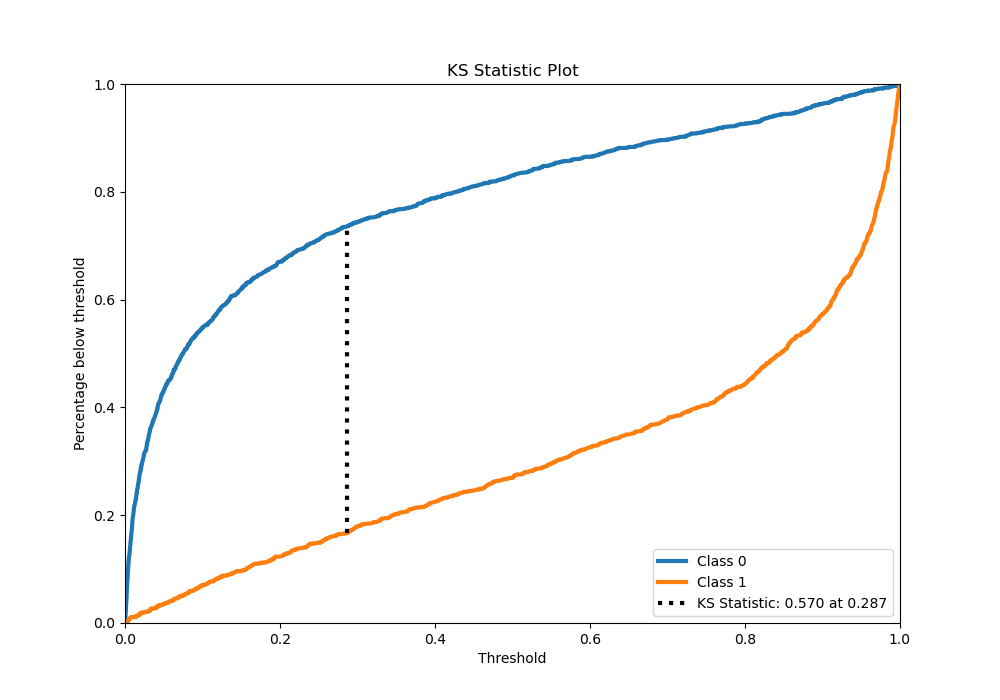 KS Statistic Plot
1.0
0.8
0.6
0.4
0.2
0.0
Percentage below threshold
0.0 0.2 0.4 0.6 0.8 1.0
Threshold
Class 0
Class 1
KS Statistic: 0.570 at 0.287